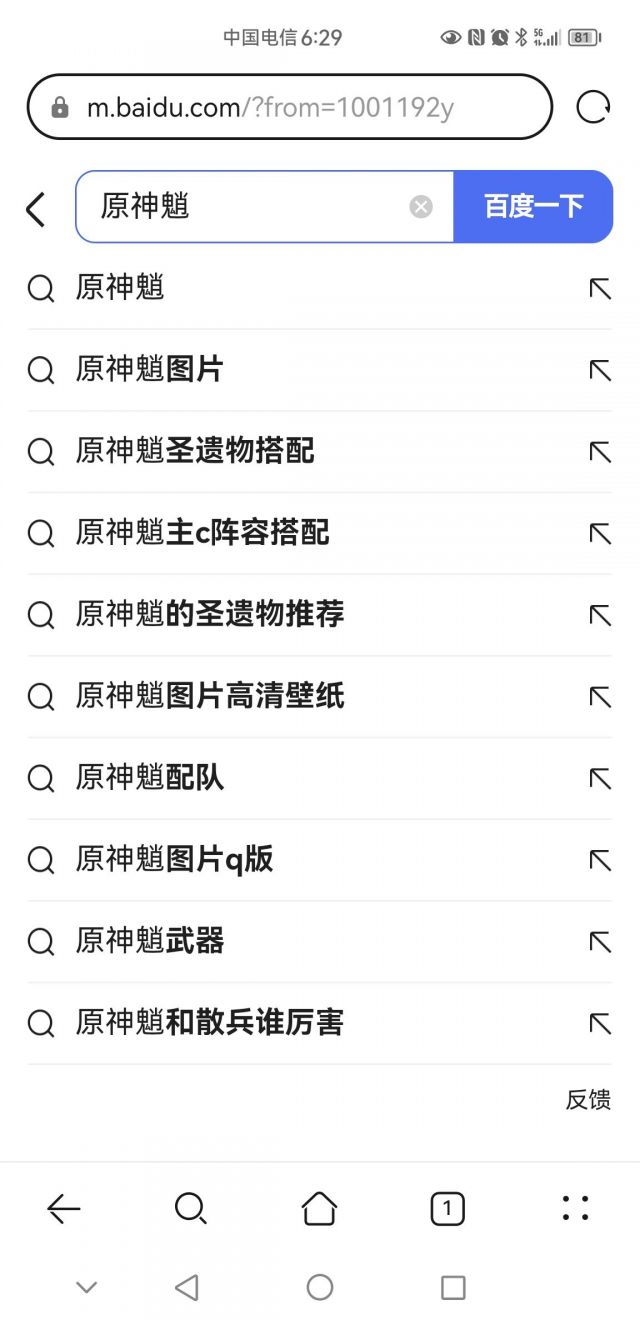 中国电信 6:29
5G
81
m.baidu.com/?from=1001192y
原神魈
百度一下
原神魈
原神魈图片
原神魈圣遗物搭配
原神魈主c阵容搭配
原神魈的圣遗物推荐
原神魈图片高清壁纸
原神魈配队
原神魈图片q版
原神魈武器
原神魈和散兵谁厉害
反馈
1